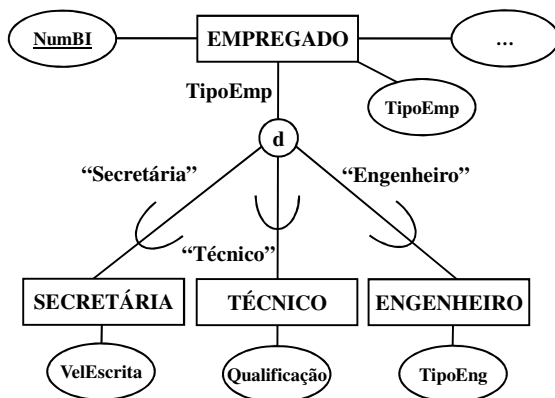 NumBI
EMPREGADO
...
TipoEmp
TipoEmp
d
“Secretária”
“Engenheiro”
“Técnico”
SECRETÁRIA
TÉCNICO
ENGENHEIRO
VelEscrita
Qualificação
TipoEng